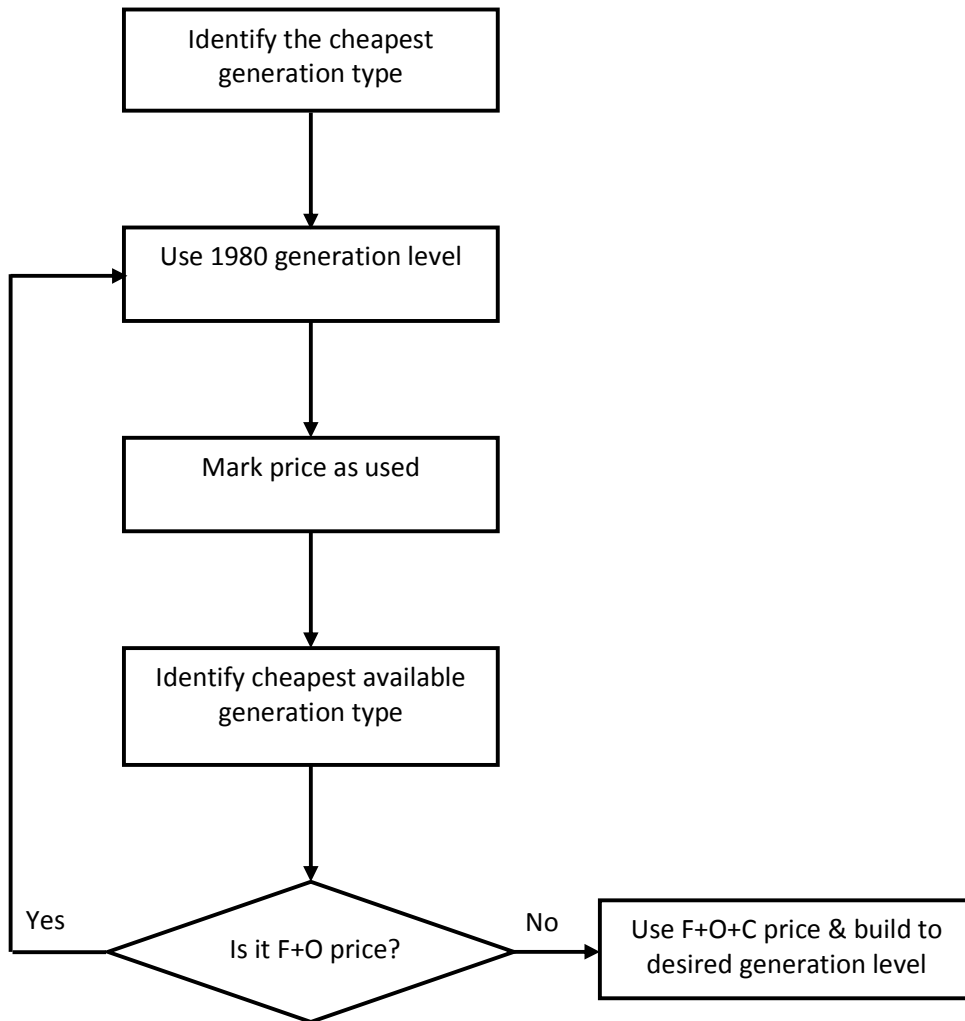 Identify the cheapest
generation type
Use 1980 generation level
Mark price as used
Identify cheapest available
generation type
Is it F+O price?
Yes
No
Use F+O+C price & build to
desired generation level